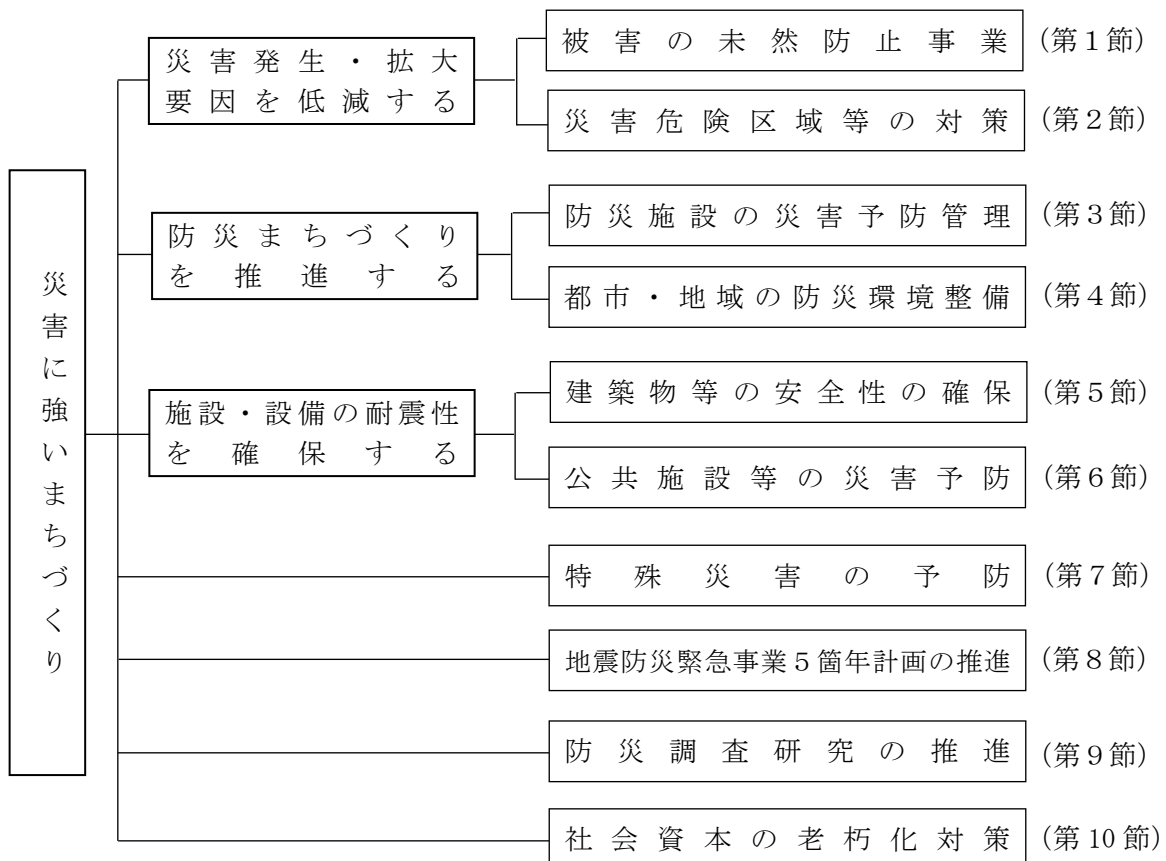 災害に強いまちづくり
災害発生・拡大
要因を低減する
被害の未然防止事業 (第1節)
災害危険区域等の対策 (第2節)
防災まちづくり
を推進する
防災施設の災害予防管理 (第3節)
都市・地域の防災環境整備 (第4節)
施設・設備の耐震性
を確保する
建築物等の安全性の確保 (第5節)
公共施設等の災害予防 (第6節)
特殊災害の予防 (第7節)
地震防災緊急事業5箇年計画の推進 (第8節)
防災調査研究の推進 (第9節)
社会資本の老朽化対策 (第10節)